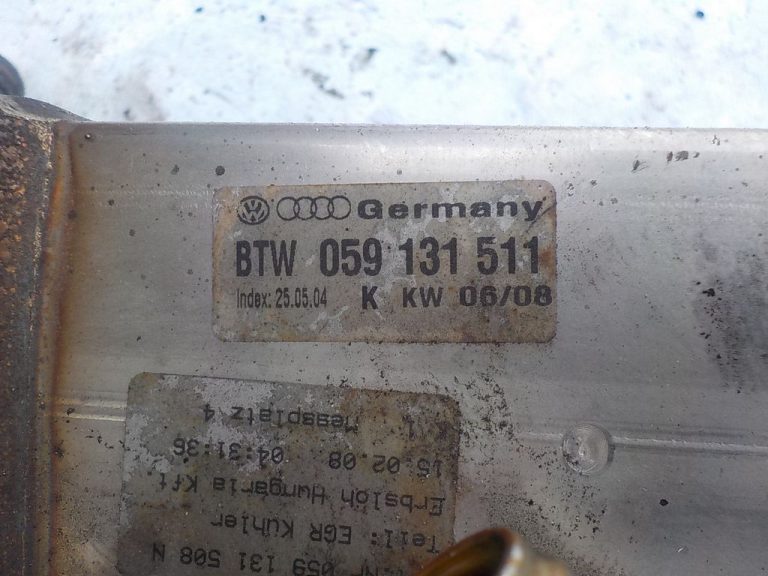 Germany
BTW 059 131 511
Index: 25.05.04 K KW 06/08
059 131 508 N
Teil: EGR Kühler
Erbslöh Hungaria Kft.
15.02.08 04:31:36
Messplatz 4